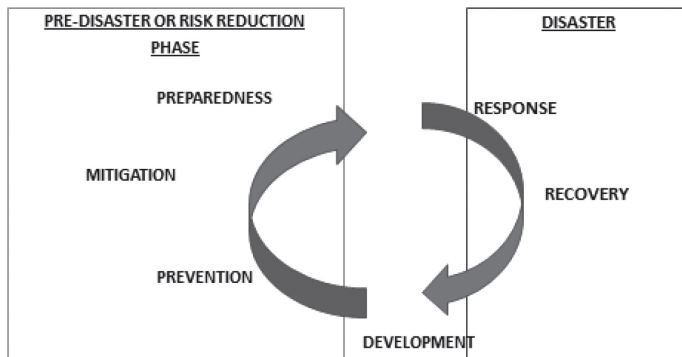 PRE-DISASTER OR RISK REDUCTION
PHASE
PREPAREDNESS
MITIGATION
PREVENTION
DISASTER
RESPONSE
RECOVERY
DEVELOPMENT